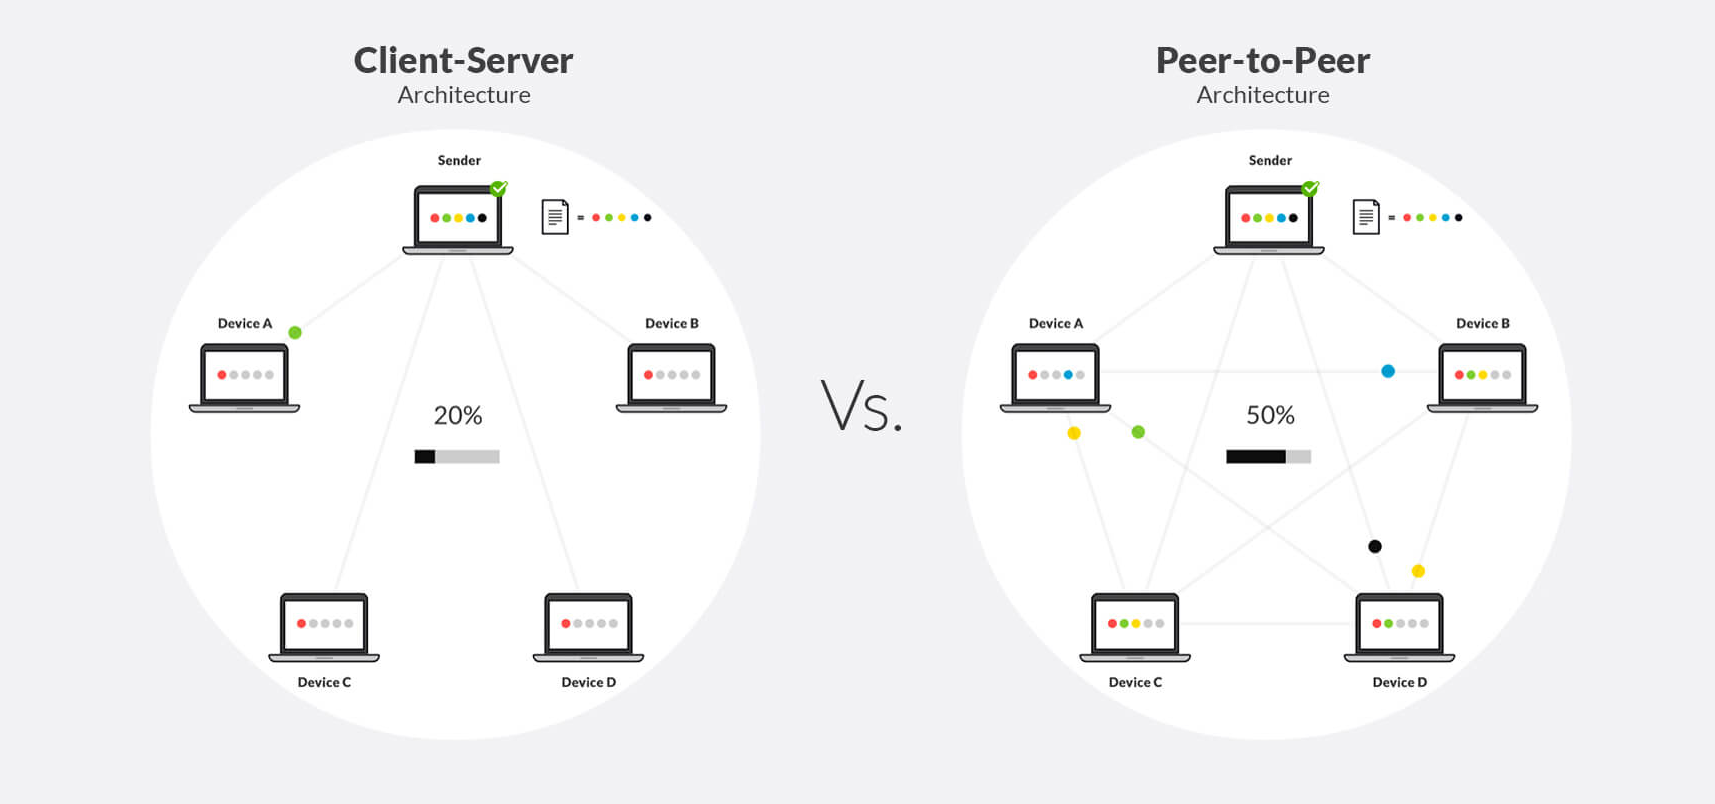 Client-Server
Architecture
Sender
=
Device A
Device B
20%
Device C
Device D
Vs.
Peer-to-Peer
Architecture
Sender
=
Device A
Device B
50%
Device C
Device D